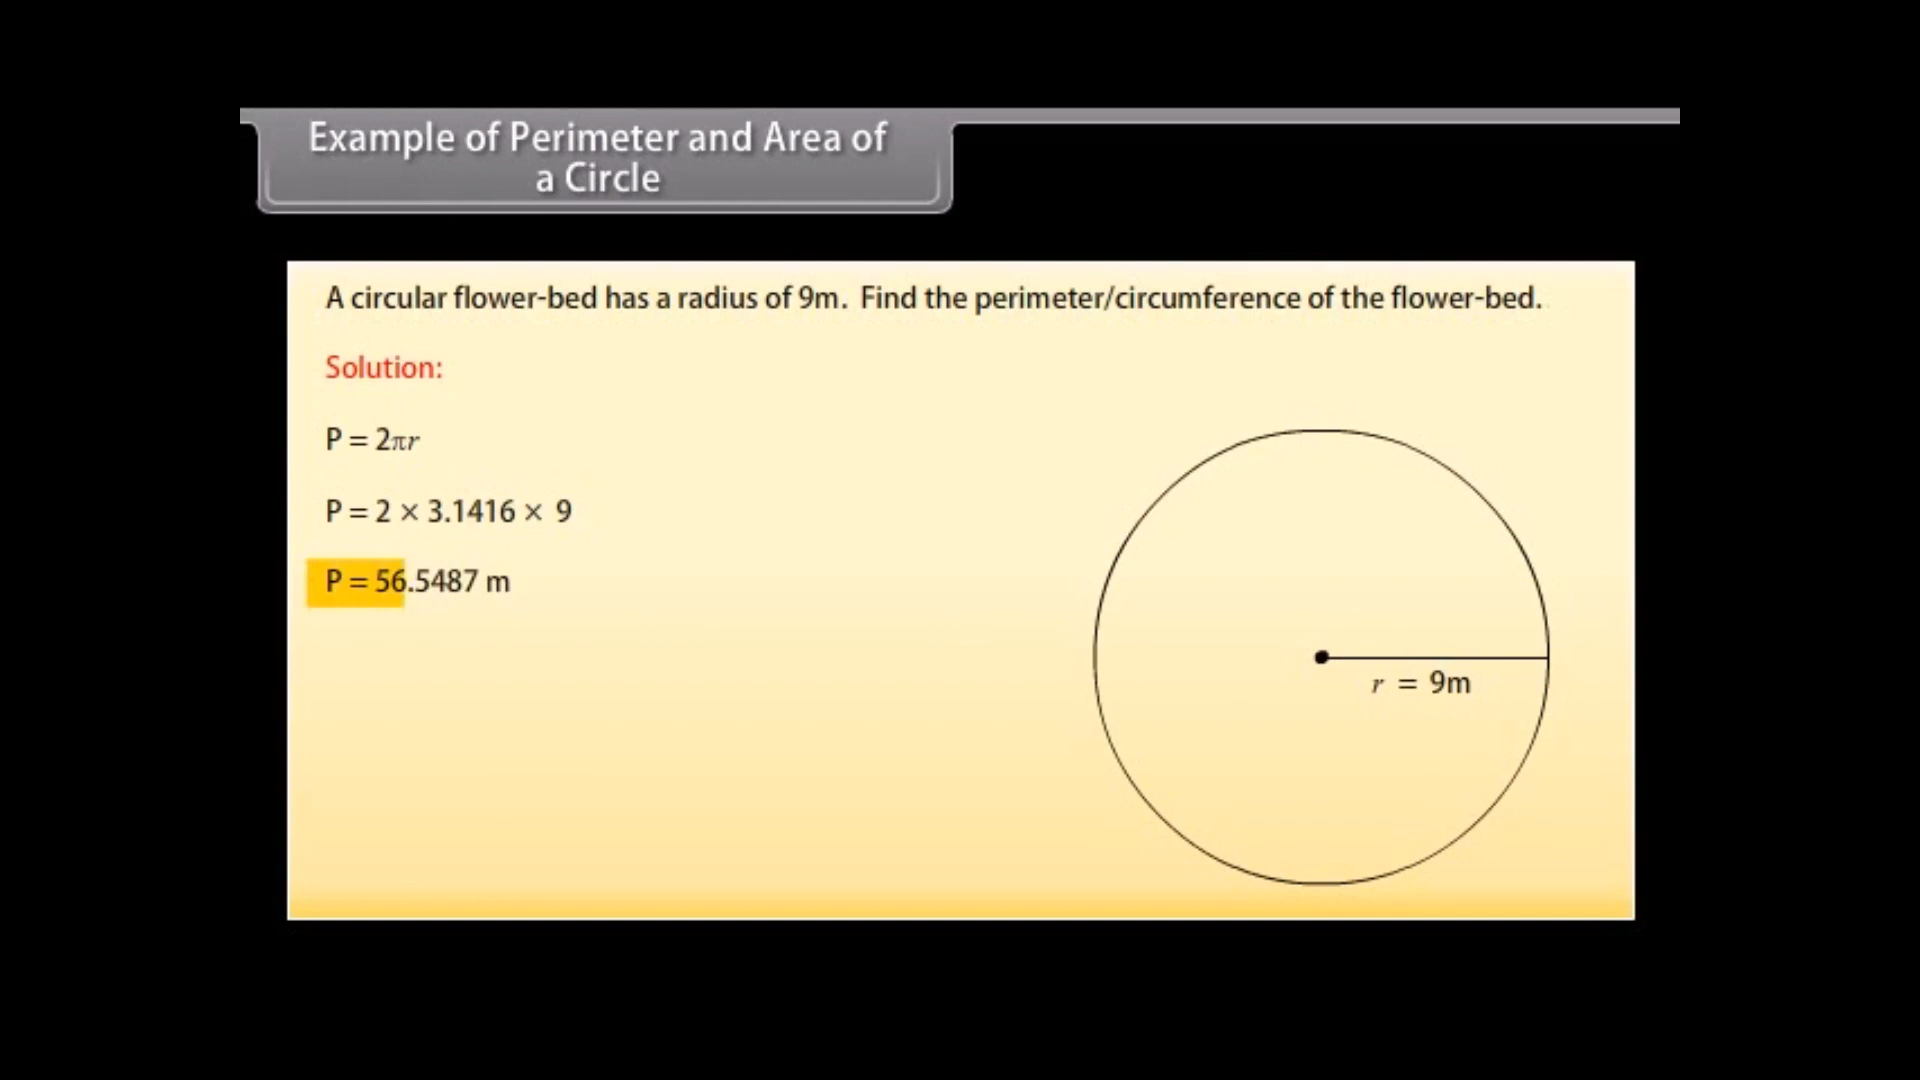 Example of Perimeter and Area of
a Circle
A circular flower-bed has a radius of 9m. Find the perimeter/circumference of the flower-bed.
Solution:
P = 2πr
P = 2 × 3.1416 × 9
P = 56.5487 m
r = 9m